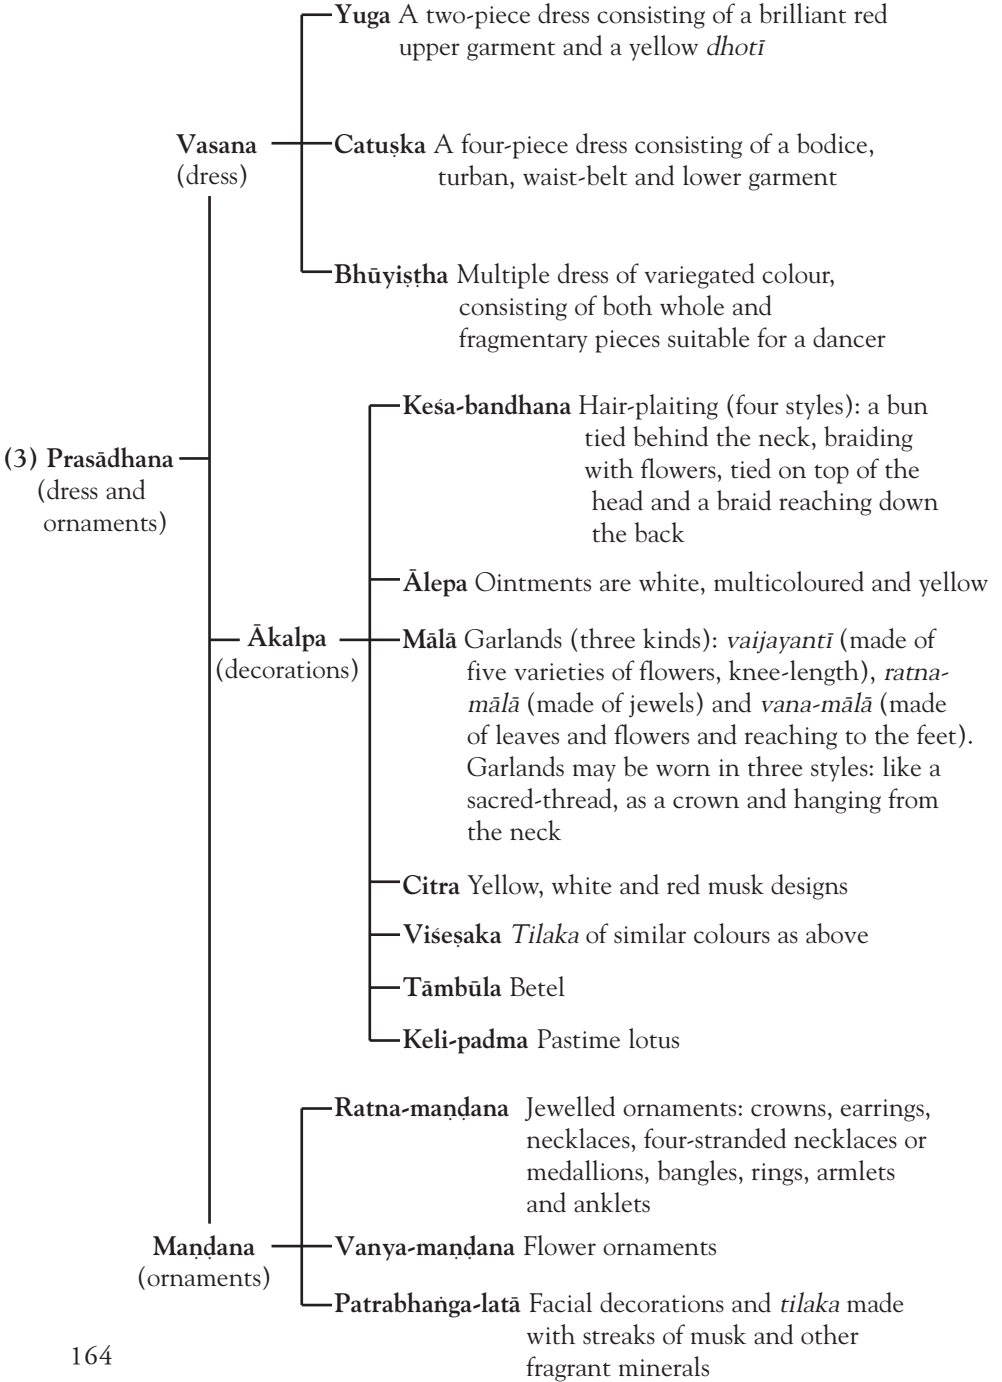 Yuga A two-piece dress consisting of a brilliant red
upper garment and a yellow dhotī
Vasana
(dress)
Catuṣka A four-piece dress consisting of a bodice,
turban, waist-belt and lower garment
Bhūyiṣṭha Multiple dress of variegated colour,
consisting of both whole and
fragmentary pieces suitable for a dancer
(3) Prasādhana
(dress and
ornaments)
Keśa-bandhana Hair-plaiting (four styles): a bun
tied behind the neck, braiding
with flowers, tied on top of the
head and a braid reaching down
the back
Ālepa Ointments are white, multicoloured and yellow
Ākalpa
(decorations)
Mālā Garlands (three kinds): vaijayantī (made of
five varieties of flowers, knee-length), ratna-
mālā (made of jewels) and vana-mālā (made
of leaves and flowers and reaching to the feet).
Garlands may be worn in three styles: like a
sacred-thread, as a crown and hanging from
the neck
Citra Yellow, white and red musk designs
Viśeṣaka Tilaka of similar colours as above
Tāmbūla Betel
Keli-padma Pastime lotus
Ratna-maṇḍana Jewelled ornaments: crowns, earrings,
necklaces, four-stranded necklaces or
medallions, bangles, rings, armlets
and anklets
Maṇḍana
(ornaments)
Vanya-maṇḍana Flower ornaments
Patrabhaṅga-latā Facial decorations and tilaka made
with streaks of musk and other
fragrant minerals
164